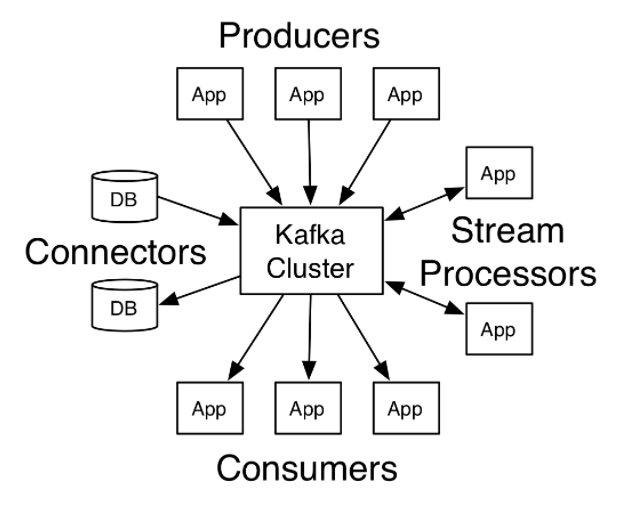 Producers
App
App
App
App
DB
Kafka
Cluster
Stream
Processors
Connectors
DB
App
App
App
App
Consumers